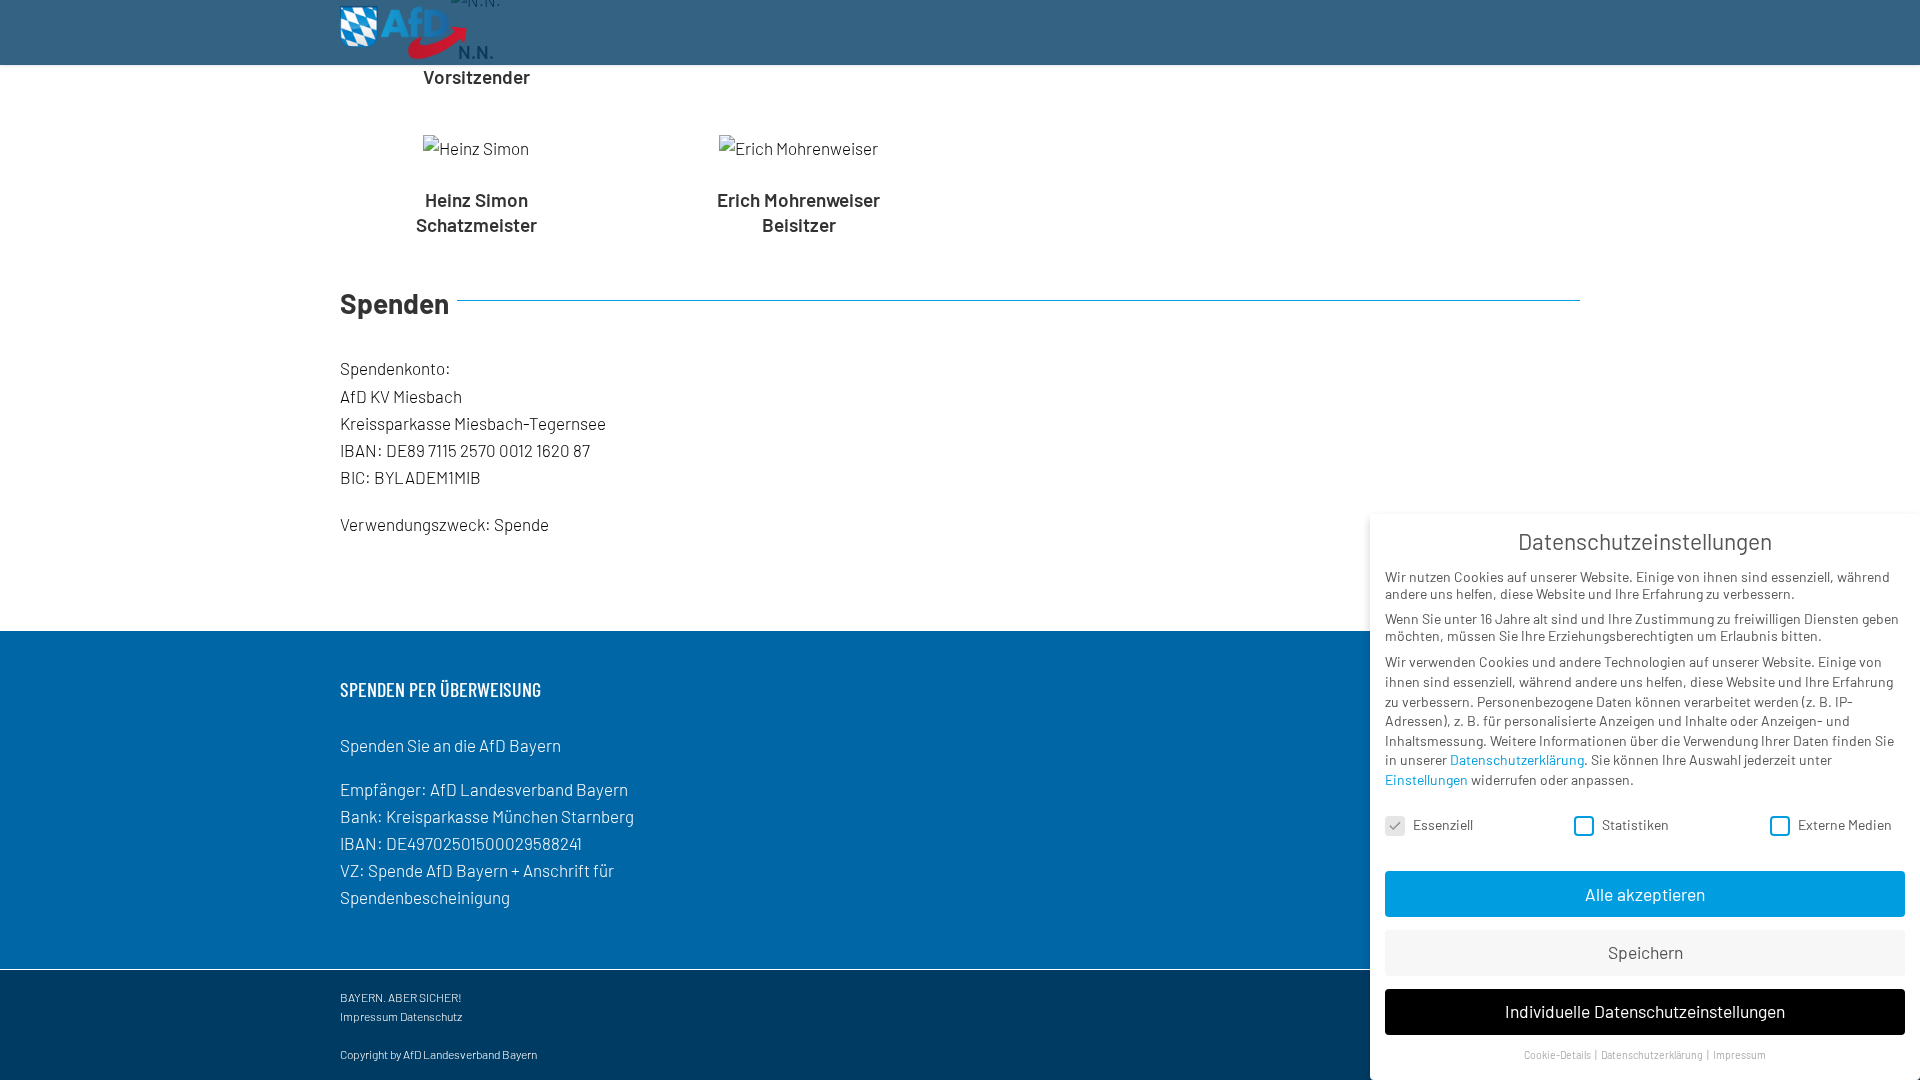 N.N.
AfD
N.N.
Vorsitzender
Heinz Simon
Erich Mohrenweiser
Heinz Simon
Schatzmeister
Erich Mohrenweiser
Beisitzer
Spenden
Spendenkonto:
AfD KV Miesbach
Kreissparkasse Miesbach-Tegernsee
IBAN: DE89 7115 2570 0012 1620 87
BIC: BYLADEM1MIB
Verwendungszweck: Spende
SPENDEN PER ÜBERWEISUNG
Spenden Sie an die AfD Bayern
Empfänger: AfD Landesverband Bayern
Bank: Kreisparkasse München Starnberg
IBAN: DE49702501500029588241
VZ: Spende AfD Bayern + Anschrift für
Spendenbescheinigung
BAYERN. ABER SICHER!
Impressum Datenschutz
Copyright by AfD Landesverband Bayern
Datenschutzeinstellungen
Wir nutzen Cookies auf unserer Website. Einige von ihnen sind essenziell, während
andere uns helfen, diese Website und Ihre Erfahrung zu verbessern.
Wenn Sie unter 16 Jahre alt sind und Ihre Zustimmung zu freiwilligen Diensten geben
möchten, müssen Sie Ihre Erziehungsberechtigten um Erlaubnis bitten.
Wir verwenden Cookies und andere Technologien auf unserer Website. Einige von
ihnen sind essenziell, während andere uns helfen, diese Website und Ihre Erfahrung
zu verbessern. Personenbezogene Daten können verarbeitet werden (z. B. IP-
Adressen), z. B. für personalisierte Anzeigen und Inhalte oder Anzeigen- und
Inhaltsmessung. Weitere Informationen über die Verwendung Ihrer Daten finden Sie
in unserer Datenschutzerklärung. Sie können Ihre Auswahl jederzeit unter
Einstellungen widerrufen oder anpassen.
Essenziell
Statistiken
Externe Medien
Alle akzeptieren
Speichern
Individuelle Datenschutzeinstellungen
Cookie-Details | Datenschutzerklärung | Impressum